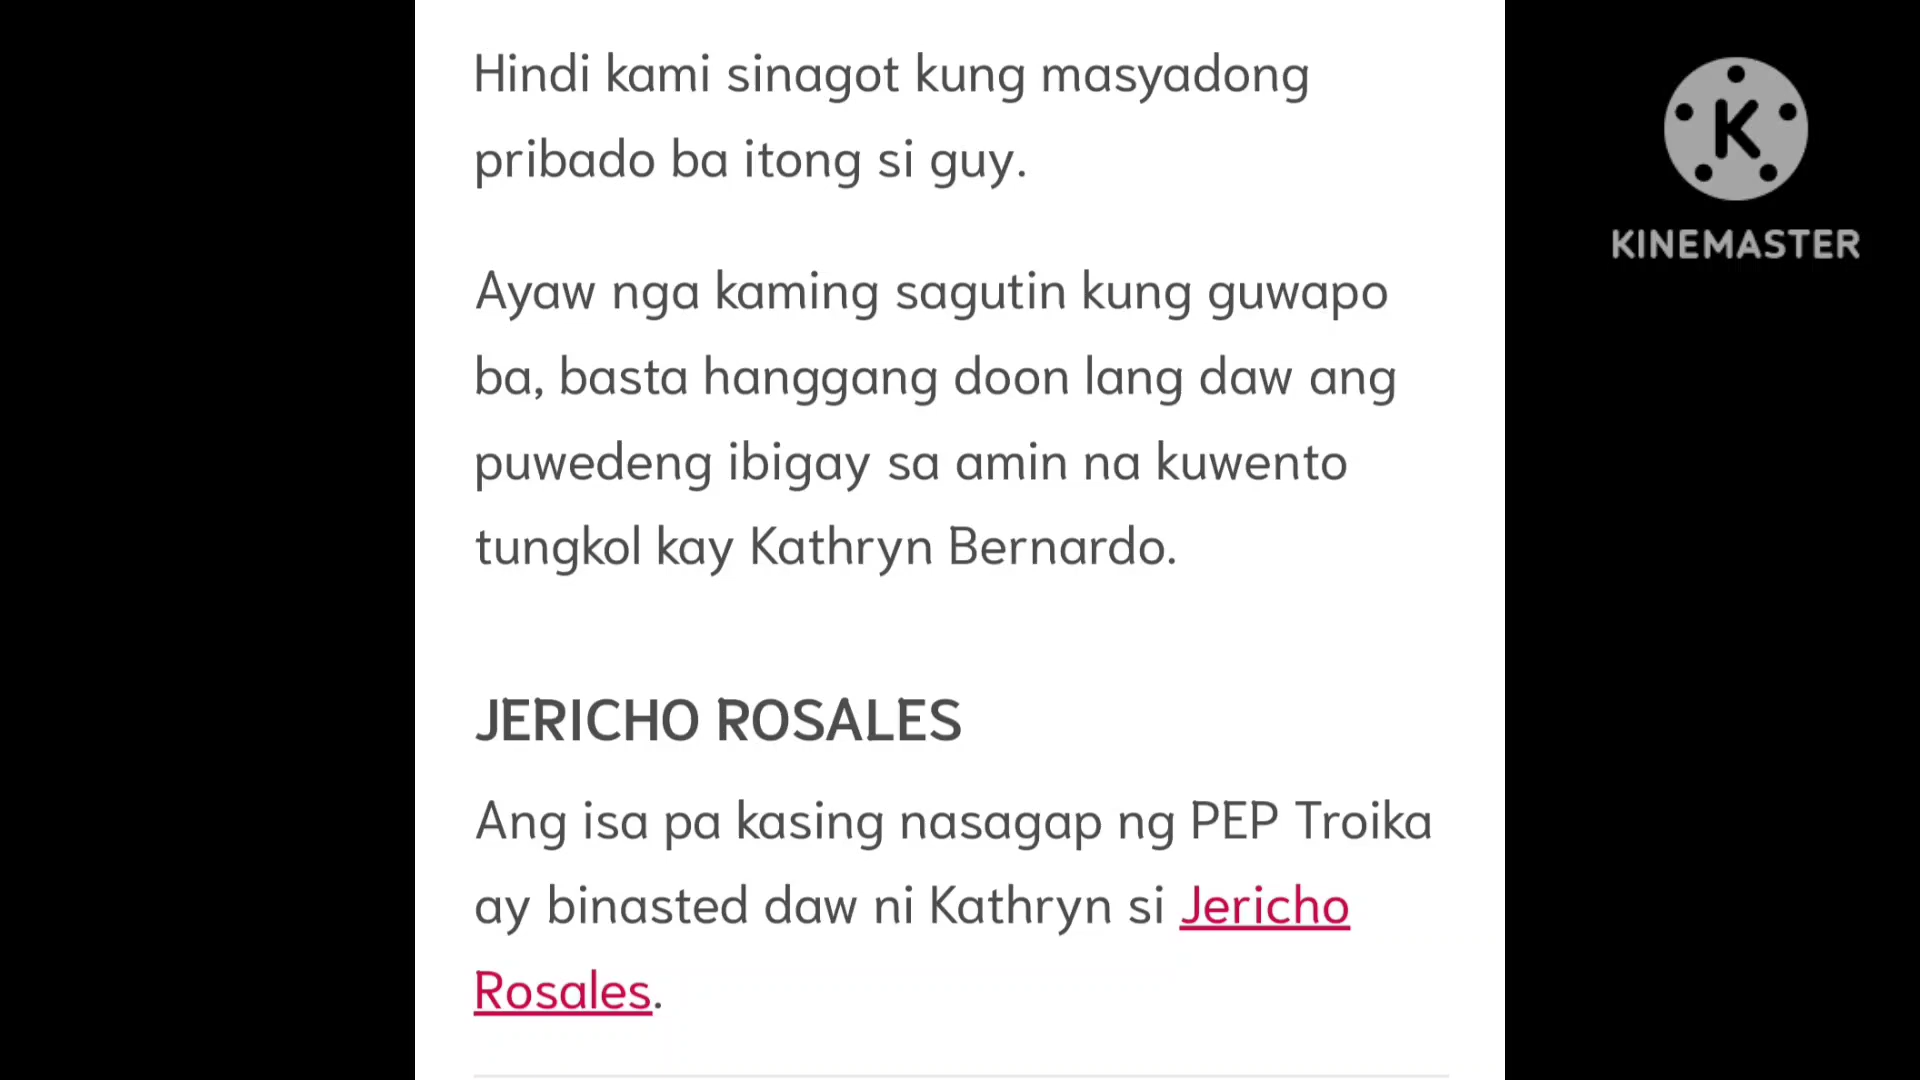 Hindi kami sinagot kung masyadong
pribado ba itong si guy.
Ayaw nga kaming sagutin kung guwapo
ba, basta hanggang doon lang daw ang
puwedeng ibigay sa amin na kuwento
tungkol kay Kathryn Bernardo.
JERICHO ROSALES
Ang isa pa kasing nasagap ng PEP Troika
ay binasted daw ni Kathryn si Jericho
Rosales.
K
KINEMASTER